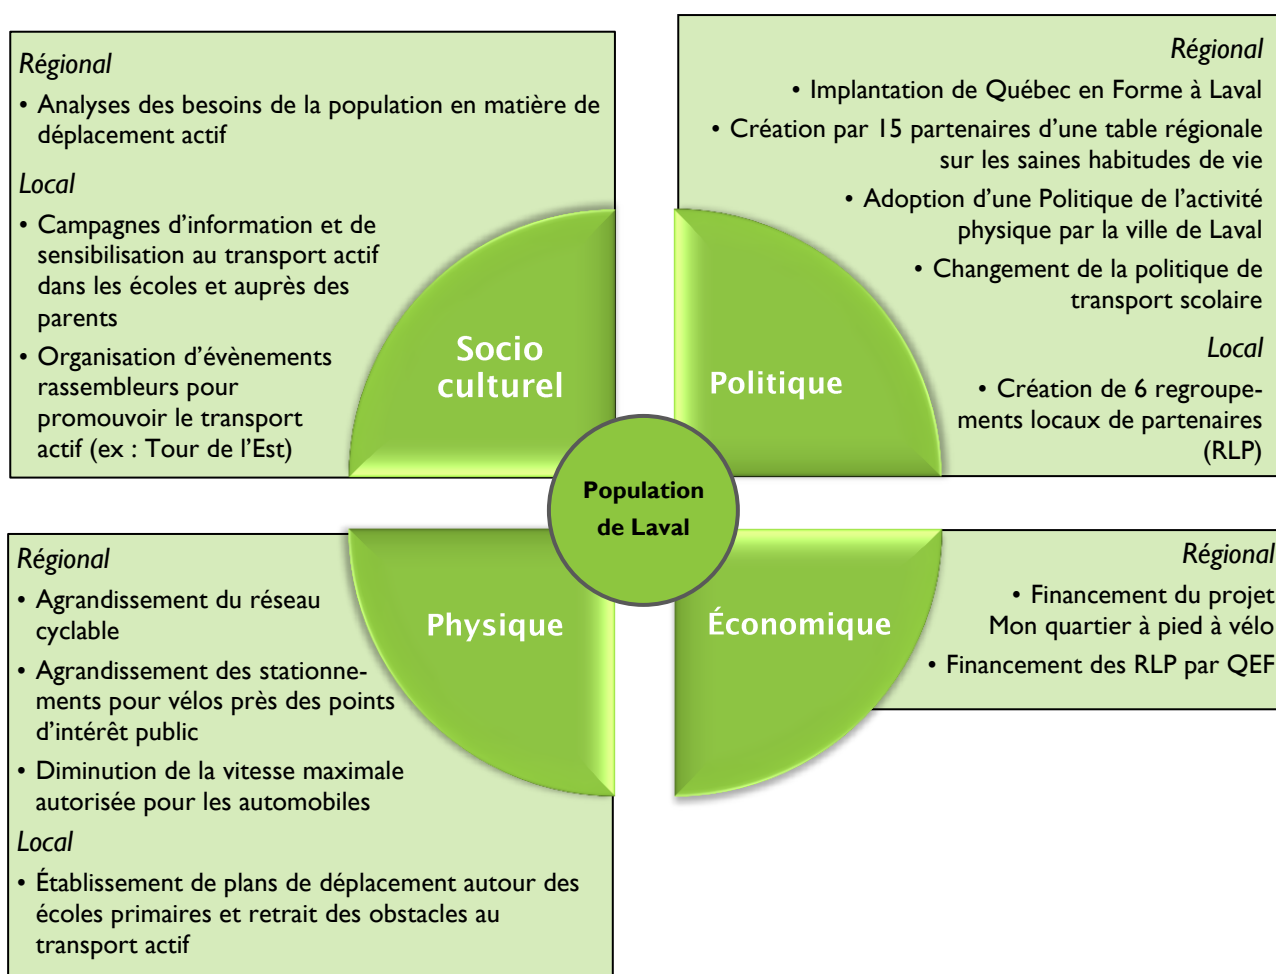 Régional
• Analyses des besoins de la population en matière de
déplacement actif
Local
• Campagnes d'information et de
sensibilisation au transport actif
dans les écoles et auprès des
parents
• Organisation d'évènements
rassembleurs pour
promouvoir le transport
actif (ex : Tour de l'Est)
Socio
culturel
Régional
• Implantation de Québec en Forme à Laval
• Création par 15 partenaires d'une table régionale
sur les saines habitudes de vie
• Adoption d'une Politique de l'activité
physique par la ville de Laval
• Changement de la politique de
transport scolaire
Local
• Création de 6 regroupe-
ments locaux de partenaires
(RLP)
Politique
Population
de Laval
Régional
• Agrandissement du réseau
cyclable
• Agrandissement des stationne-
ments pour vélos près des points
d'intérêt public
• Diminution de la vitesse maximale
autorisée pour les automobiles
Local
• Établissement de plans de déplacement autour des
écoles primaires et retrait des obstacles au
transport actif
Physique
Économique
Régional
• Financement du projet
Mon quartier à pied à vélo
• Financement des RLP par QEF